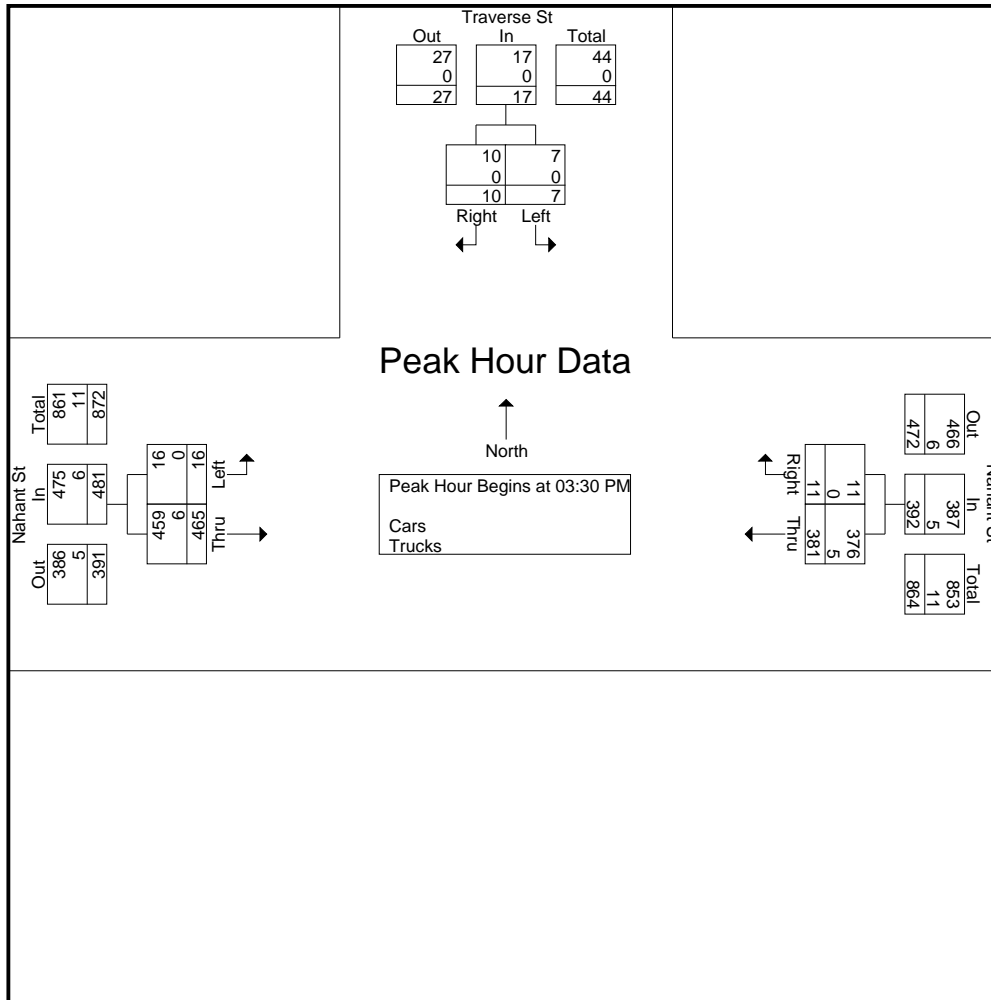 Traverse St
Out In Total
27 17 44
0 0 0
27 17 44
10 7
0 0
10 7
Right Left
Peak Hour Data
North
Peak Hour Begins at 03:30 PM
Cars
Trucks
Nahant St
Out In Total
386 475 861
5 6 11
391 481 872
459 16
6 0
465 16
Thru Left
Nahant St
Out In Total
466 387 853
6 5 11
472 392 864
11 376
0 5
11 381
Right Thru